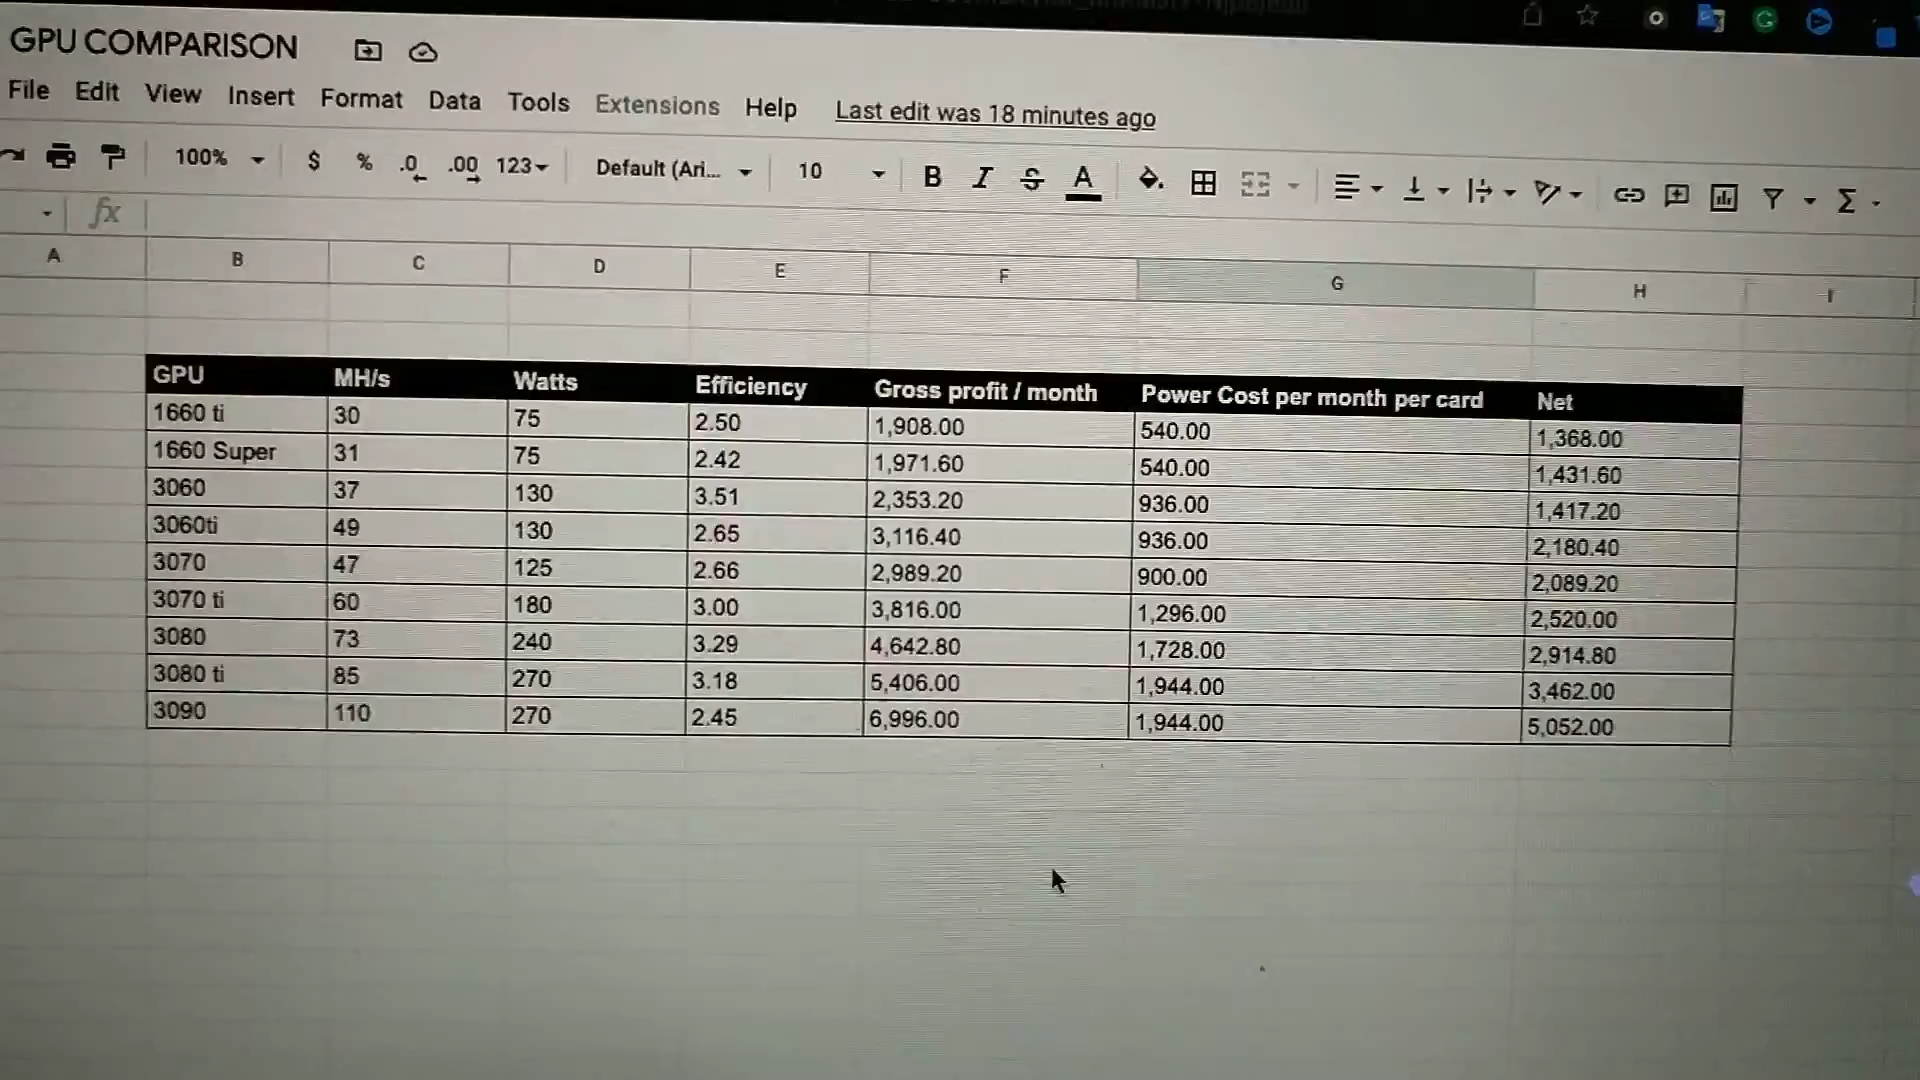 GPU COMPARISON
File Edit View Insert Format Data Tools Extensions Help Last edit was 18 minutes ago
100% $ % .0 .00 123 Default (Ari... 10 B I S A
fx
A B C D E F G H I
GPU MH/s Watts Efficiency Gross profit / month Power Cost per month per card Net
1660 ti 30 75 2.50 1,908.00 540.00 1,368.00
1660 Super 31 75 2.42 1,971.60 540.00 1,431.60
3060 37 130 3.51 2,353.20 936.00 1,417.20
3060ti 49 130 2.65 3,116.40 936.00 2,180.40
3070 47 125 2.66 2,989.20 900.00 2,089.20
3070 ti 60 180 3.00 3,816.00 1,296.00 2,520.00
3080 73 240 3.29 4,642.80 1,728.00 2,914.80
3080 ti 85 270 3.18 5,406.00 1,944.00 3,462.00
3090 110 270 2.45 6,996.00 1,944.00 5,052.00